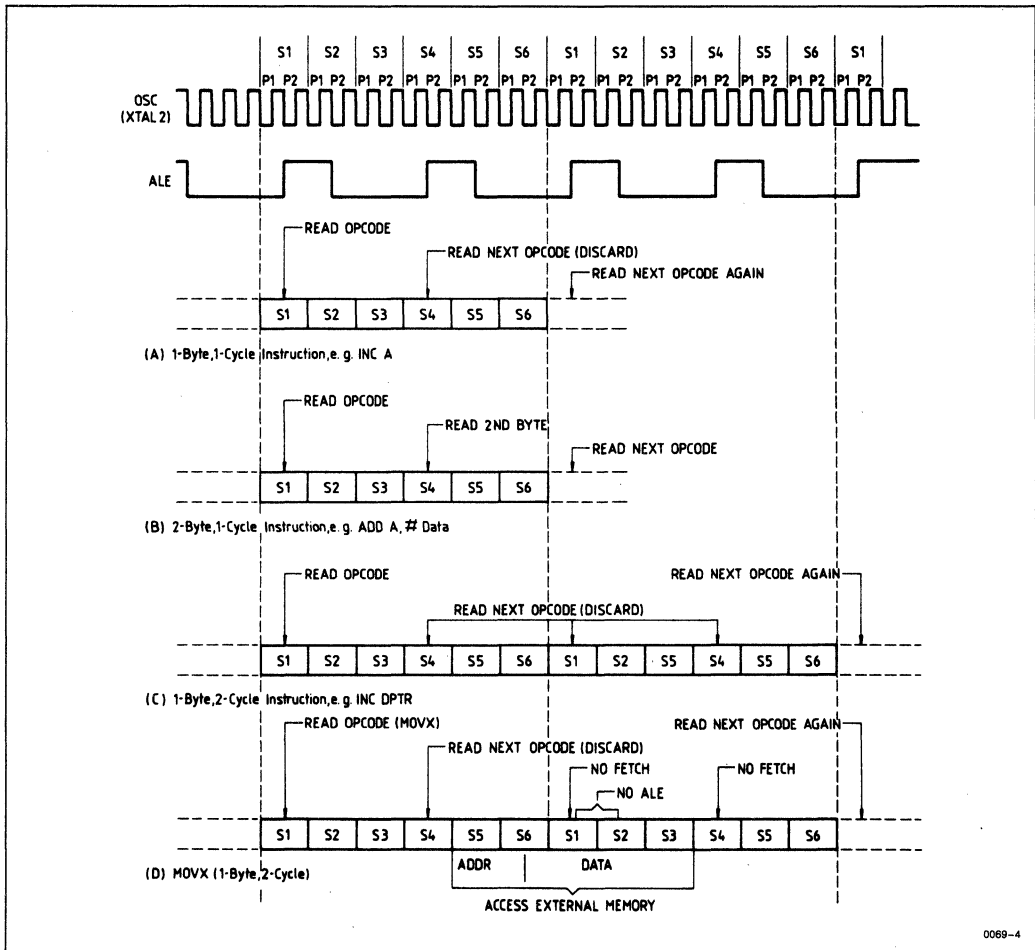 S1 S2 S3 S4 S5 S6 S1 S2 S3 S4 S5 S6 S1
P1 P2 P1 P2 P1 P2 P1 P2 P1 P2 P1 P2 P1 P2 P1 P2 P1 P2 P1 P2 P1 P2 P1 P2 P1 P2
OSC
(XTAL 2)
ALE
READ OPCODE
READ NEXT OPCODE (DISCARD)
READ NEXT OPCODE AGAIN
S1 S2 S3 S4 S5 S6
(A) 1-Byte,1-Cycle Instruction,e. g. INC A
READ OPCODE
READ 2ND BYTE
READ NEXT OPCODE
S1 S2 S3 S4 S5 S6
(B) 2-Byte,1-Cycle Instruction,e. g. ADD A, # Data
READ OPCODE
READ NEXT OPCODE AGAIN
READ NEXT OPCODE (DISCARD)
S1 S2 S3 S4 S5 S6 S1 S2 S3 S4 S5 S6
(C) 1-Byte,2-Cycle Instruction,e. g. INC DPTR
READ OPCODE (MOVX)
READ NEXT OPCODE AGAIN
READ NEXT OPCODE (DISCARD)
NO FETCH NO FETCH
NO ALE
S1 S2 S3 S4 S5 S6 S1 S2 S3 S4 S5 S6
ADDR DATA
(D) MOVX (1-Byte,2-Cycle)
ACCESS EXTERNAL MEMORY
0069-4